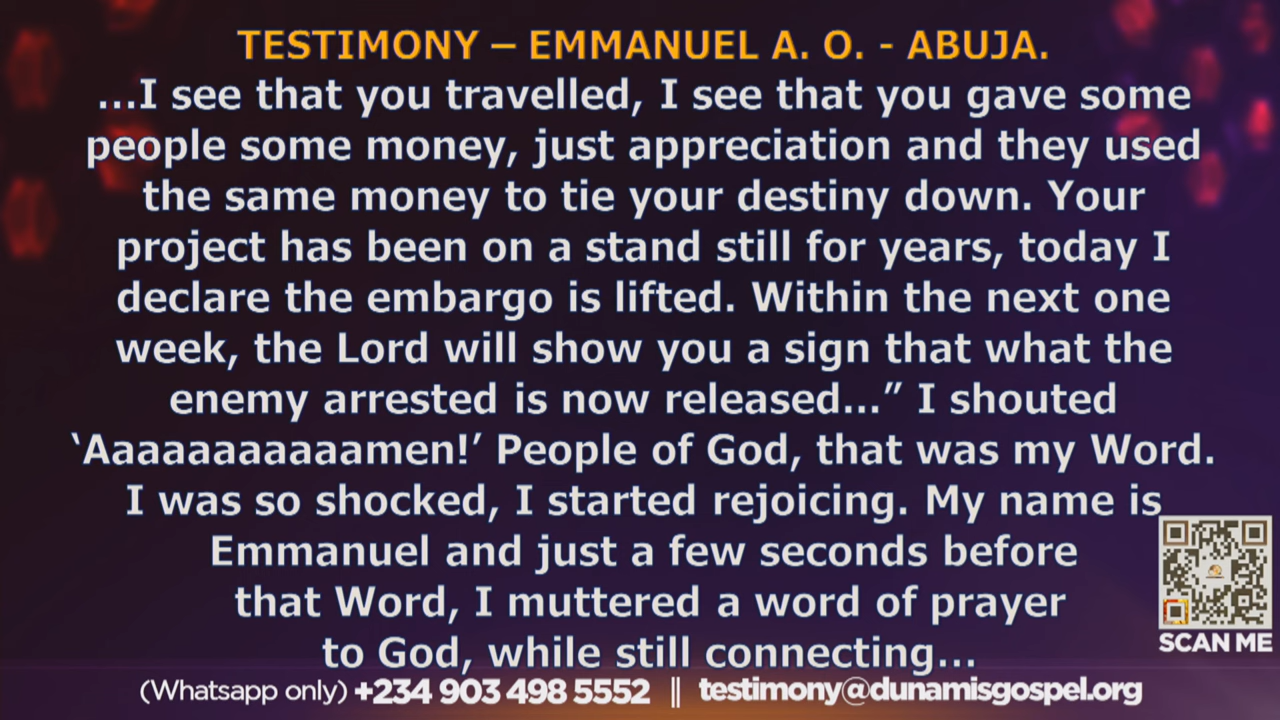 TESTIMONY – EMMANUEL A. O. - ABUJA.
...I see that you travelled, I see that you gave some
people some money, just appreciation and they used
the same money to tie your destiny down. Your
project has been on a stand still for years, today I
declare the embargo is lifted. Within the next one
week, the Lord will show you a sign that what the
enemy arrested is now released...” I shouted
‘Aaaaaaaaaaamen!’ People of God, that was my Word.
I was so shocked, I started rejoicing. My name is
Emmanuel and just a few seconds before
that Word, I muttered a word of prayer
to God, while still connecting...
SCAN ME
(Whatsapp only) +234 903 498 5552 || testimony@dunamisgospel.org